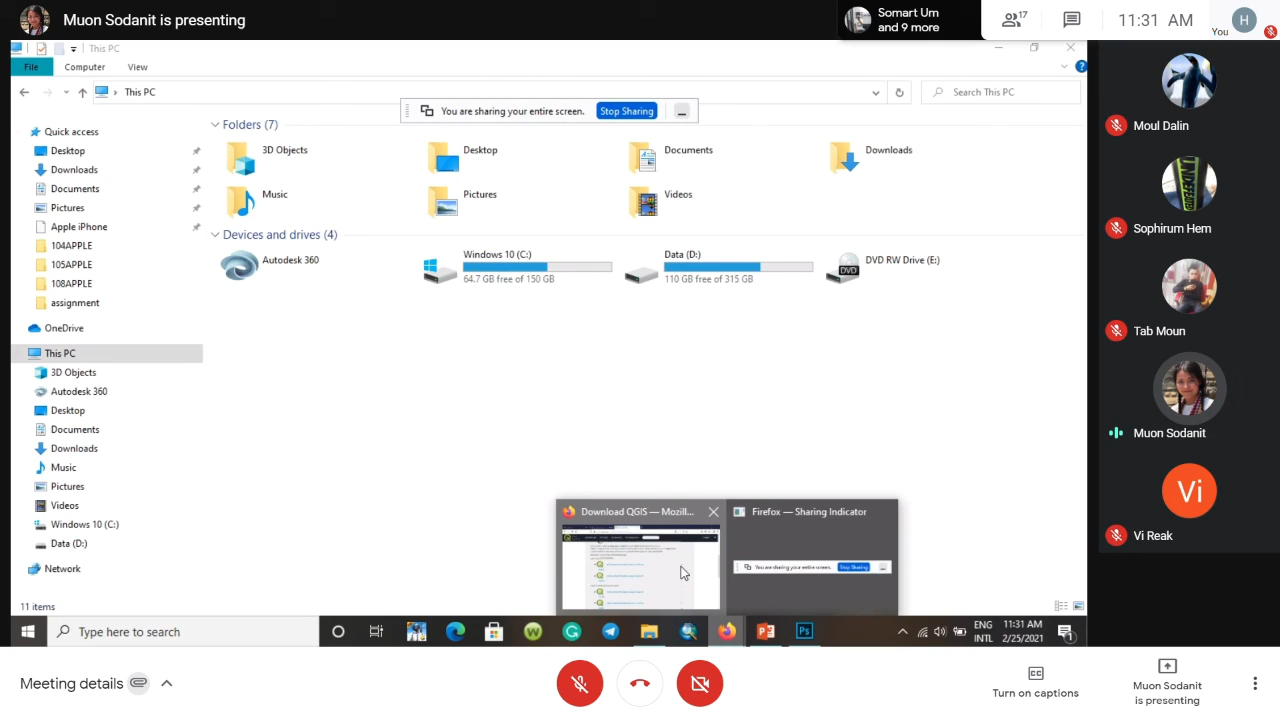 Muon Sodanit is presenting
Somart Um
and 9 more
17
11:31 AM
You
H
This PC
File
Computer
View
This PC
Search This PC
You are sharing your entire screen.
Stop Sharing
Quick access
Desktop
Downloads
Documents
Pictures
Apple iPhone
104APPLE
105APPLE
108APPLE
assignment
OneDrive
This PC
3D Objects
Autodesk 360
Desktop
Documents
Downloads
Music
Pictures
Videos
Windows 10 (C:)
Data (D:)
Network
11 items
Folders (7)
3D Objects
Desktop
Documents
Downloads
Music
Pictures
Videos
Devices and drives (4)
Autodesk 360
Windows 10 (C:)
64.7 GB free of 150 GB
Data (D:)
110 GB free of 315 GB
DVD
DVD RW Drive (E:)
Download QGIS — Mozill...
Firefox — Sharing Indicator
You are sharing your entire screen.
Stop Sharing
Type here to search
Ps
ENG
INTL
11:31 AM
2/25/2021
1
Moul Dalin
Sophirum Hem
Tab Moun
Muon Sodanit
Vi
Vi Reak
Meeting details
Turn on captions
Muon Sodanit
is presenting